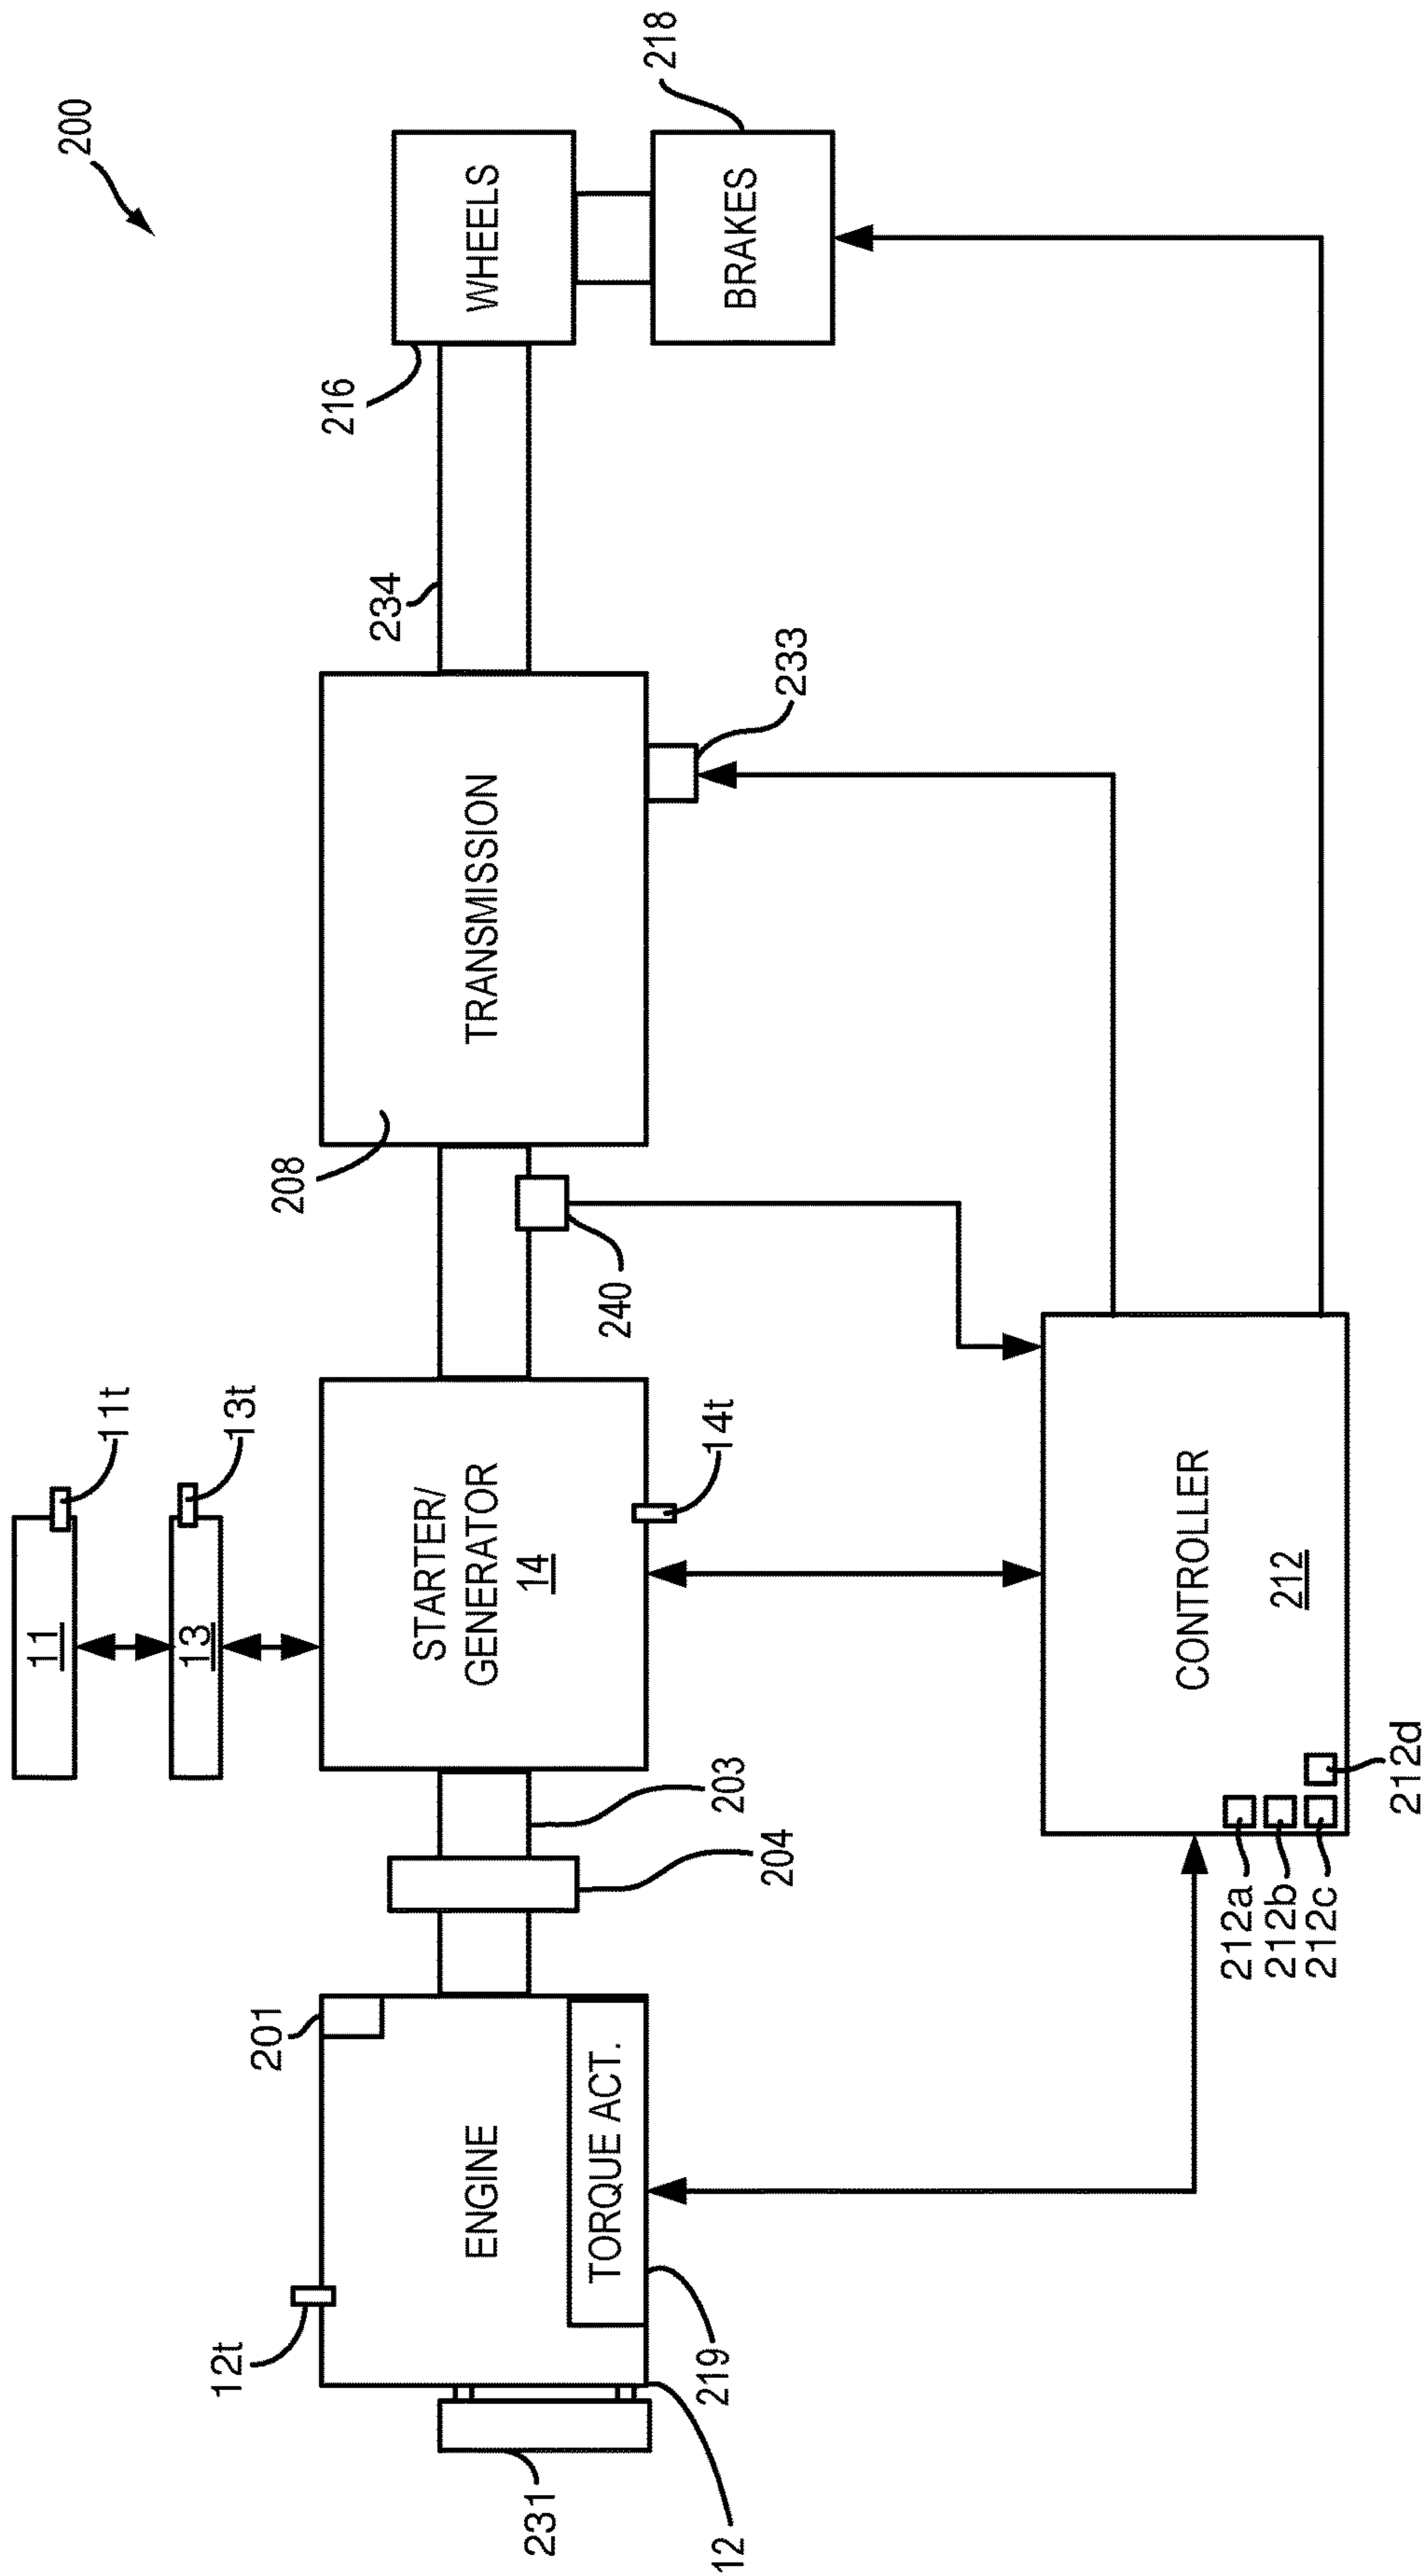 200
11
11t
13
13t
12t
201
208
216
WHEELS
234
TRANSMISSION
STARTER/
GENERATOR
14
ENGINE
TORQUE ACT.
231
12
219
204
203
14t
240
233
BRAKES
218
CONTROLLER
212
212a
212b
212c
212d